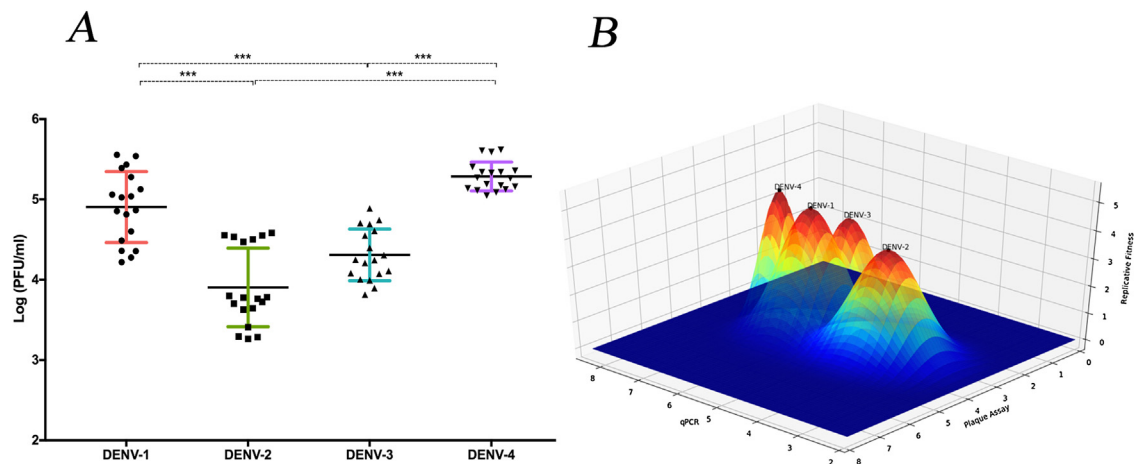 A
B
***
***
***
***
6
5
4
3
2
Log (PFU/ml)
DENV-1
DENV-2
DENV-3
DENV-4
DENV-4
DENV-1
DENV-3
DENV-2
5
4
3
2
1
0
Replicative Fitness
8
7
6
5
4
3
2
qPCR
0
1
2
3
4
5
6
7
8
Plaque Assay